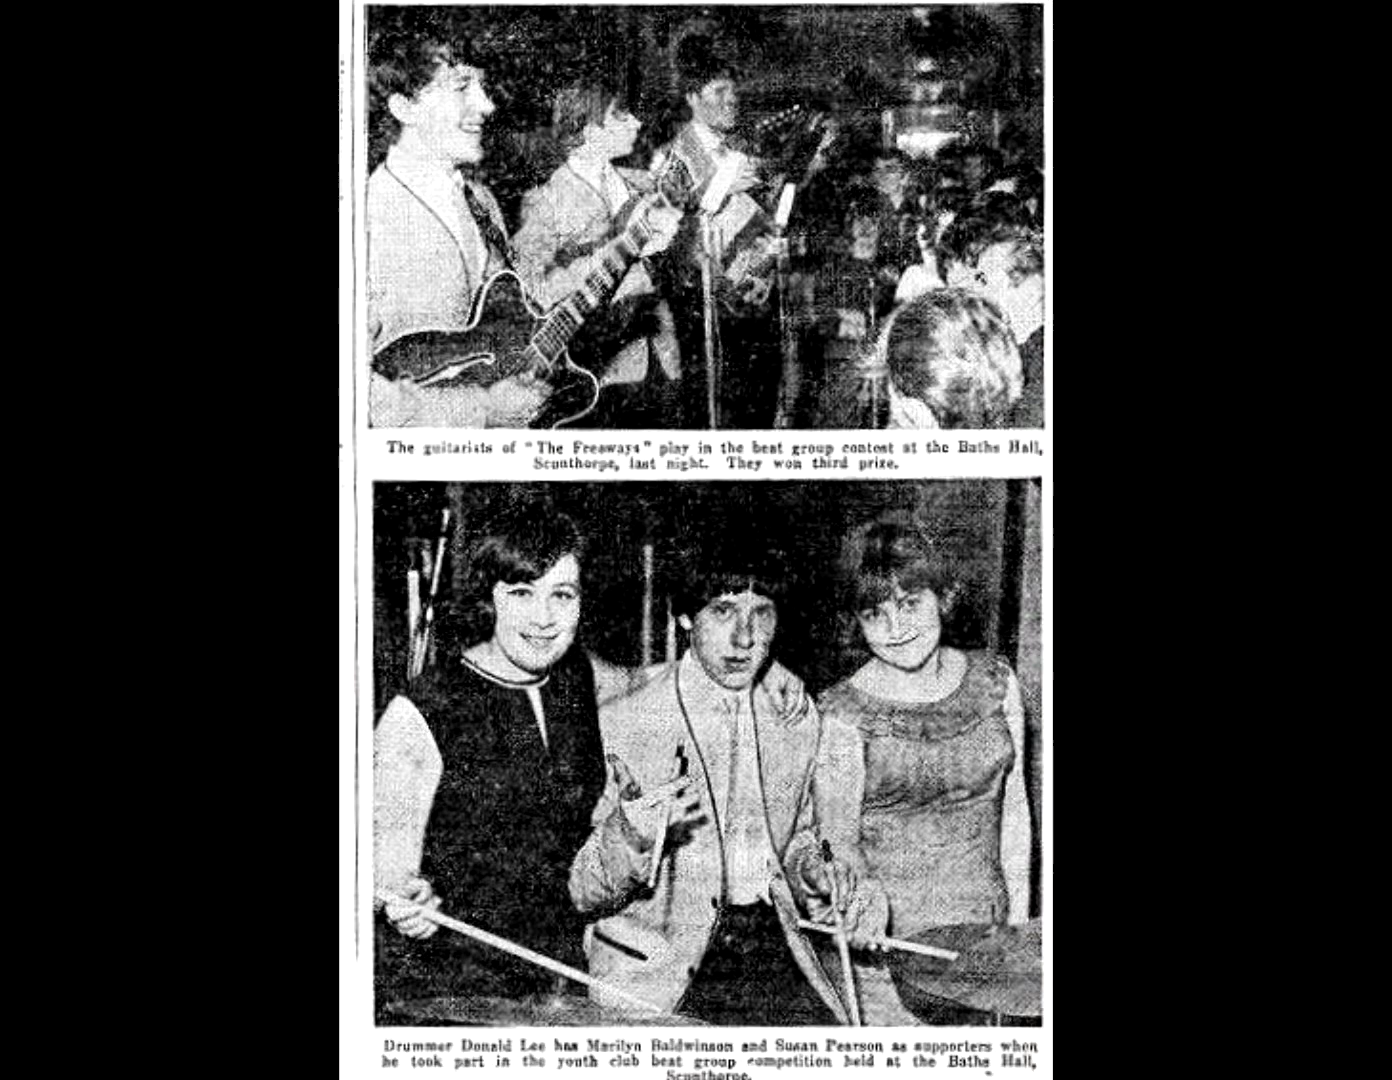 The guitarists of "The Freeways" play in the beat group contest at the Baths Hall,
Scunthorpe, last night. They won third prize.
Drummer Donald Lee has Marilyn Baldwinson and Susan Pearson as supporters when
he took part in the youth club beat group competition held at the Baths Hall,
Scunthorpe.